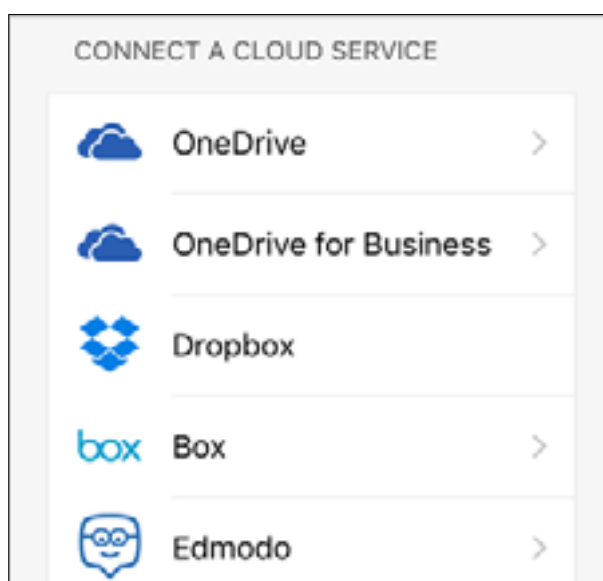 CONNECT A CLOUD SERVICE
OneDrive
OneDrive for Business
Dropbox
box Box
Edmodo